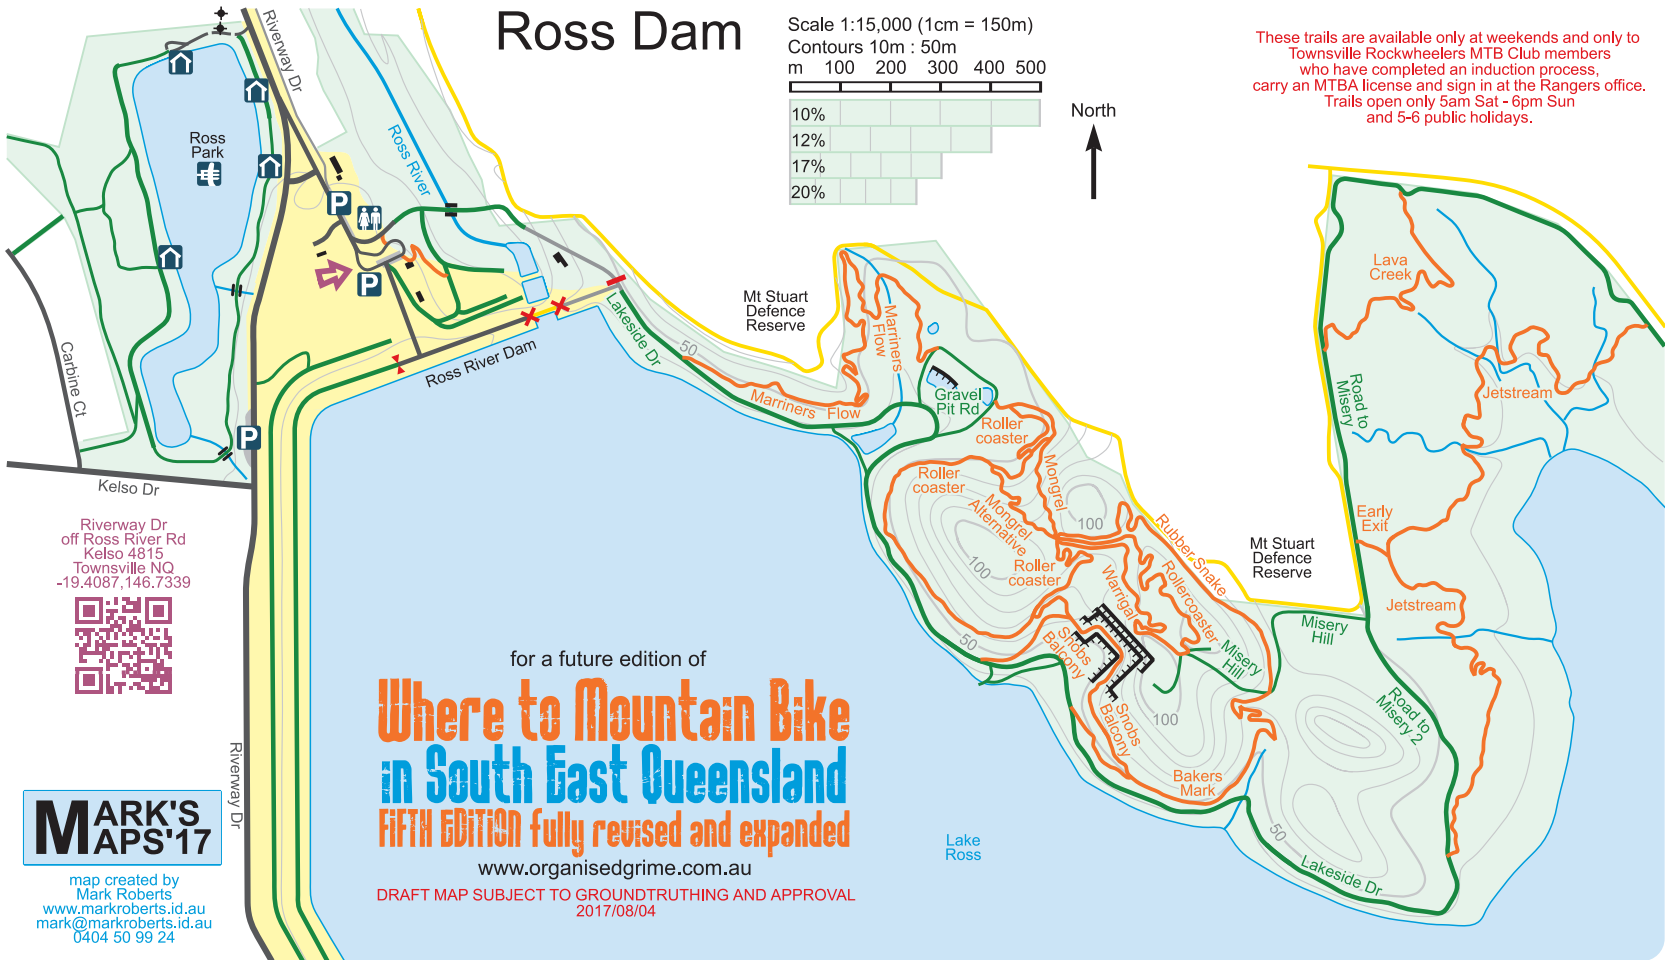 Ross Dam
Scale 1:15,000 (1cm = 150m)
Contours 10m : 50m
m 100 200 300 400 500
10%
12%
17%
20%
North
These trails are available only at weekends and only to
Townsville Rockwheelers MTB Club members
who have completed an induction process,
carry an MTBA license and sign in at the Rangers office.
Trails open only 5am Sat - 6pm Sun
and 5-6 public holidays.
Riverway Dr
Ross River
Ross
Park
P
P
P
Carbine Ct
Kelso Dr
Riverway Dr
Ross River Dam
Lakeside Dr
50
Mt Stuart
Defence
Reserve
Marriners
Flow
Marriners Flow
Gravel
Pit Rd
Roller
coaster
Roller
coaster
Mongrel
Mongrel
Alternative
Roller
coaster
100
100
Rubber Snake
Warrigal
Rollercoaster
50
Snobs
Balcony
Snobs
Balcony
100
Misery
Hill
Misery
Hill
Bakers
Mark
Mt Stuart
Defence
Reserve
Lava
Creek
Jetstream
Road to
Misery
Early
Exit
Jetstream
Road to
Misery 2
50
Lakeside Dr
Lake
Ross
Riverway Dr
off Ross River Rd
Kelso 4815
Townsville NQ
-19.4087,146.7339
for a future edition of
Where to Mountain Bike
in South East Queensland
FiFTH EDiTiON fully revised and expanded
www.organisedgrime.com.au
DRAFT MAP SUBJECT TO GROUNDTRUTHING AND APPROVAL
2017/08/04
MARK'S
MAPS'17
map created by
Mark Roberts
www.markroberts.id.au
mark@markroberts.id.au
0404 50 99 24